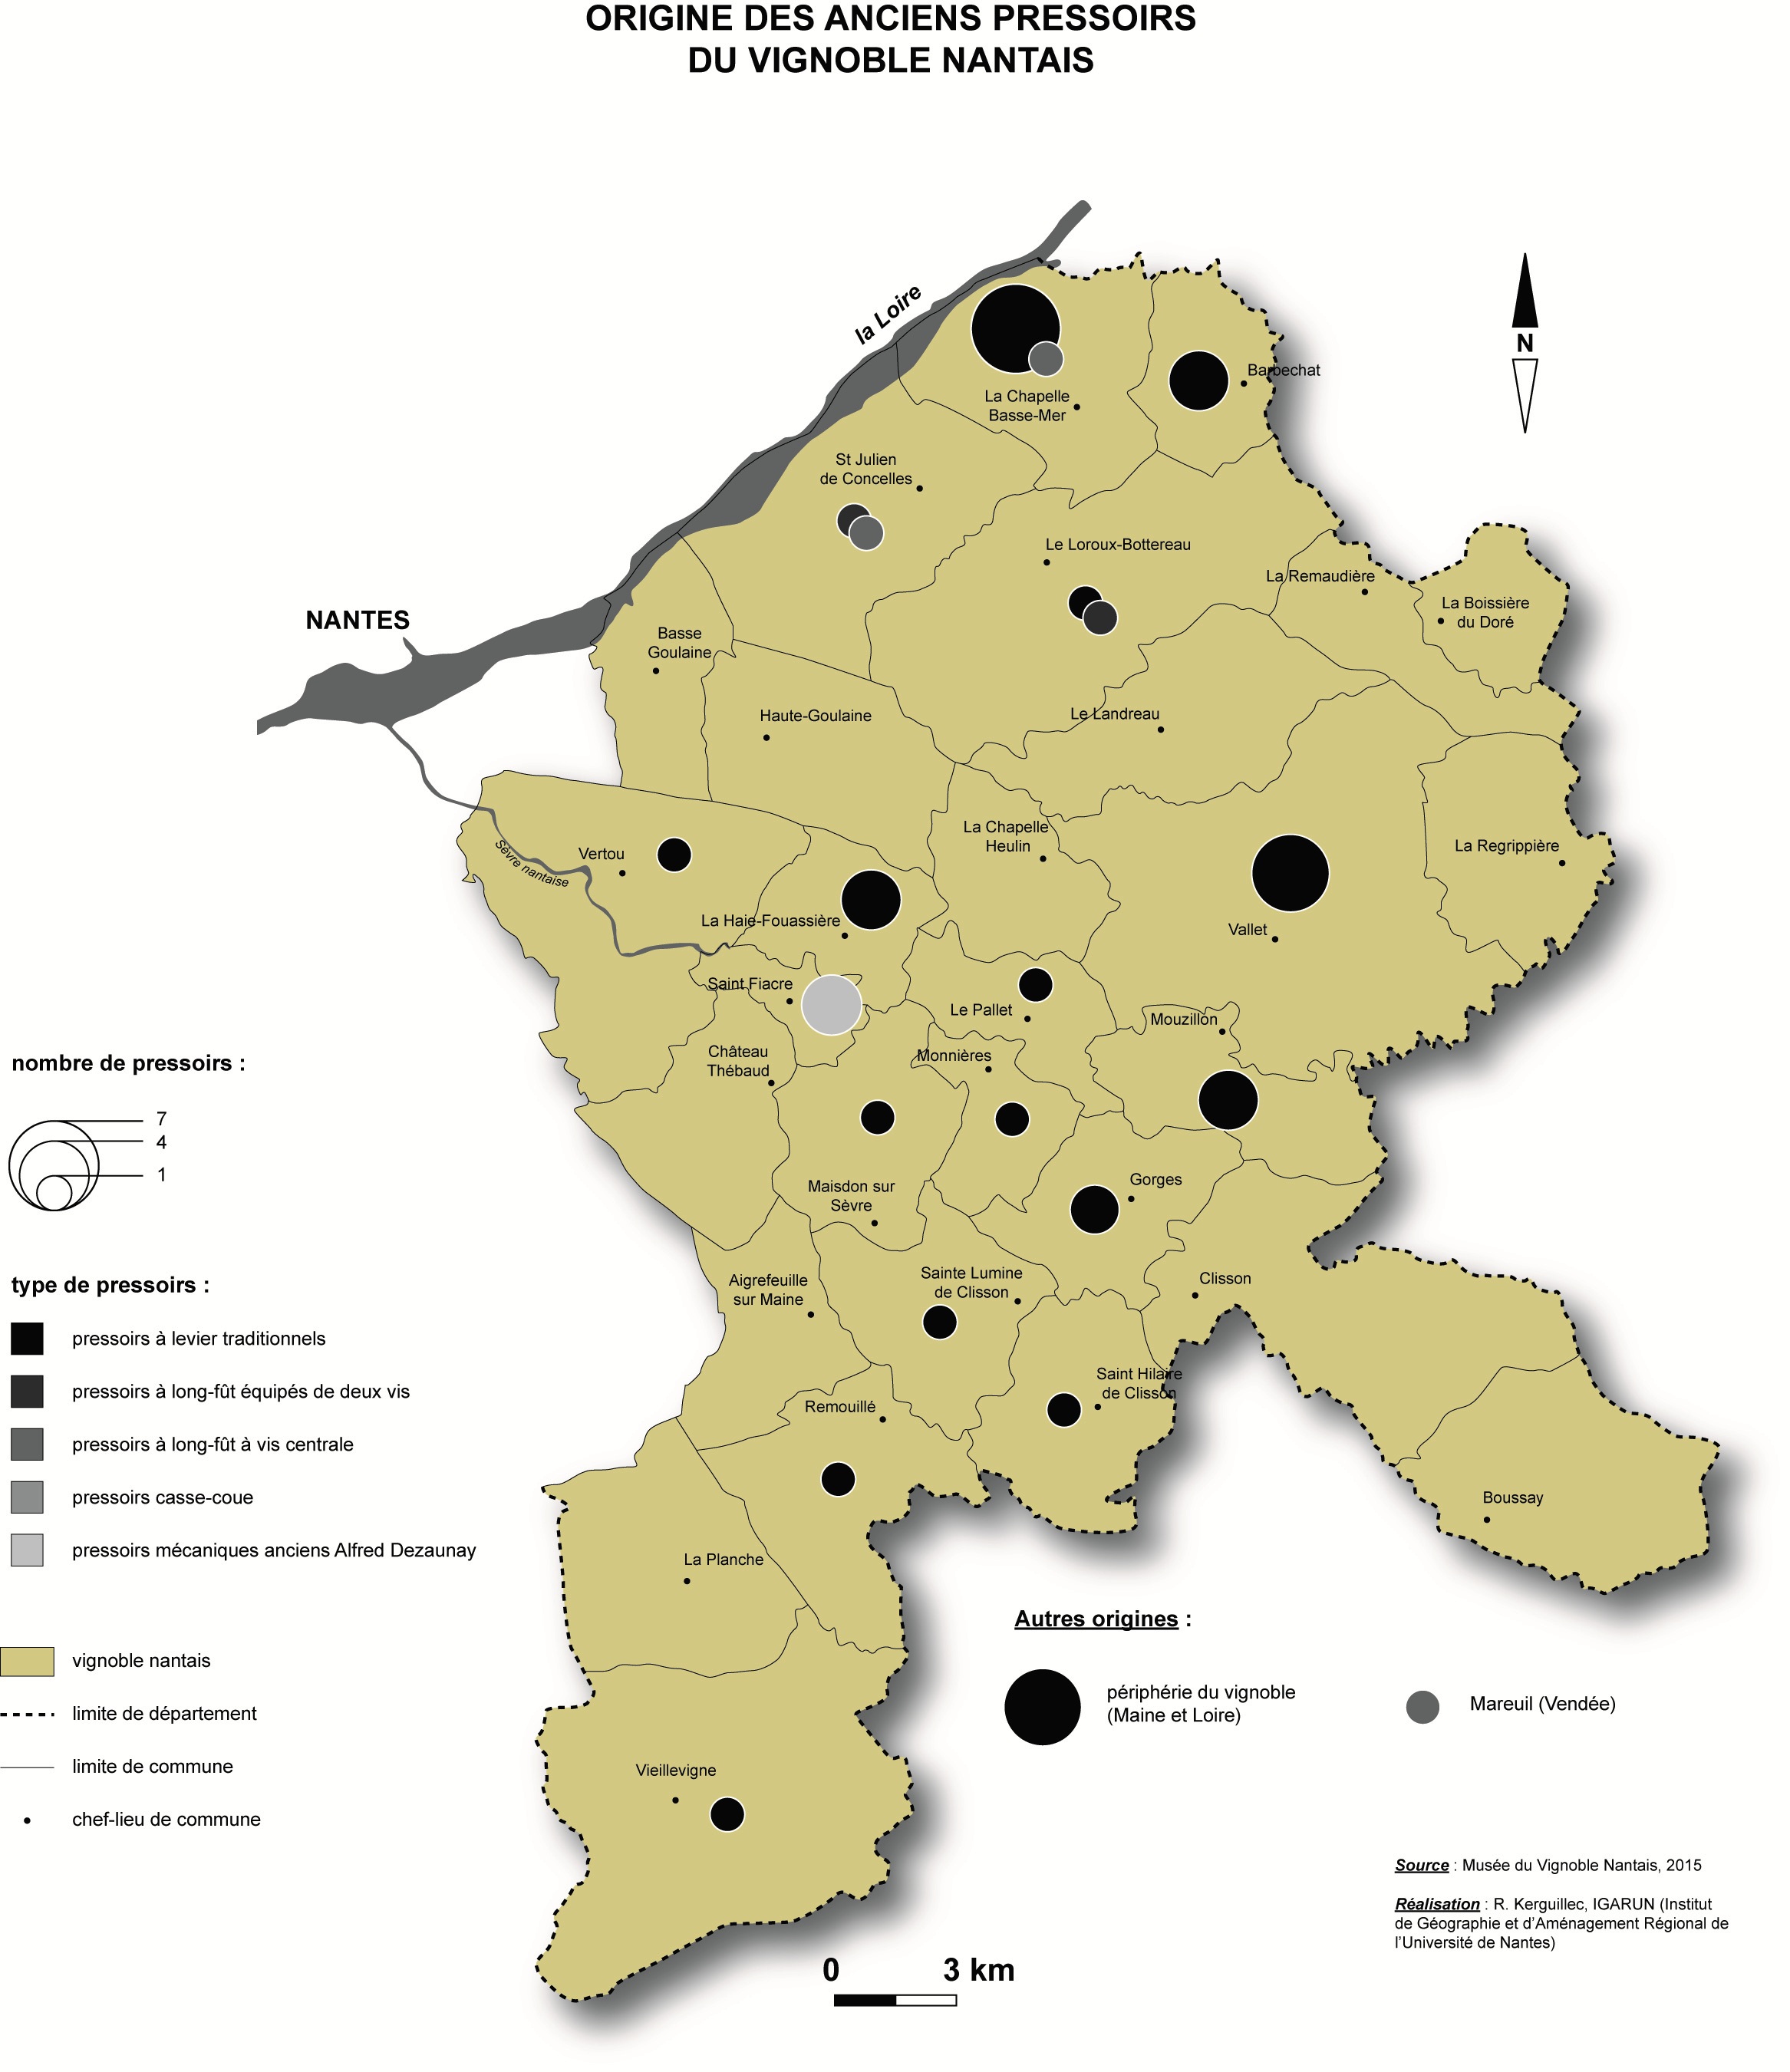 ORIGINE DES ANCIENS PRESSOIRS
DU VIGNOBLE NANTAIS
la Loire
N
Barbechat
La Chapelle
Basse-Mer
St Julien
de Concelles
Le Loroux-Bottereau
La Remaudière
La Boissière
du Doré
NANTES
Basse
Goulaine
Haute-Goulaine
Le Landreau
La Chapelle
Heulin
La Regrippière
Vertou
Sèvre nantaise
La Haie-Fouassière
Vallet
Saint Fiacre
Le Pallet
Mouzillon
Château
Thébaud
Monnières
Maisdon sur
Sèvre
Gorges
Aigrefeuille
sur Maine
Sainte Lumine
de Clisson
Clisson
Saint Hilaire
de Clisson
Remouillé
Boussay
La Planche
Vieillevigne
nombre de pressoirs :
7
4
1
type de pressoirs :
pressoirs à levier traditionnels
pressoirs à long-fût équipés de deux vis
pressoirs à long-fût à vis centrale
pressoirs casse-coue
pressoirs mécaniques anciens Alfred Dezaunay
vignoble nantais
limite de département
limite de commune
chef-lieu de commune
Autres origines :
périphérie du vignoble
(Maine et Loire)
Mareuil (Vendée)
Source : Musée du Vignoble Nantais, 2015
Réalisation : R. Kerguillec, IGARUN (Institut
de Géographie et d'Aménagement Régional de
l'Université de Nantes)
0 3 km